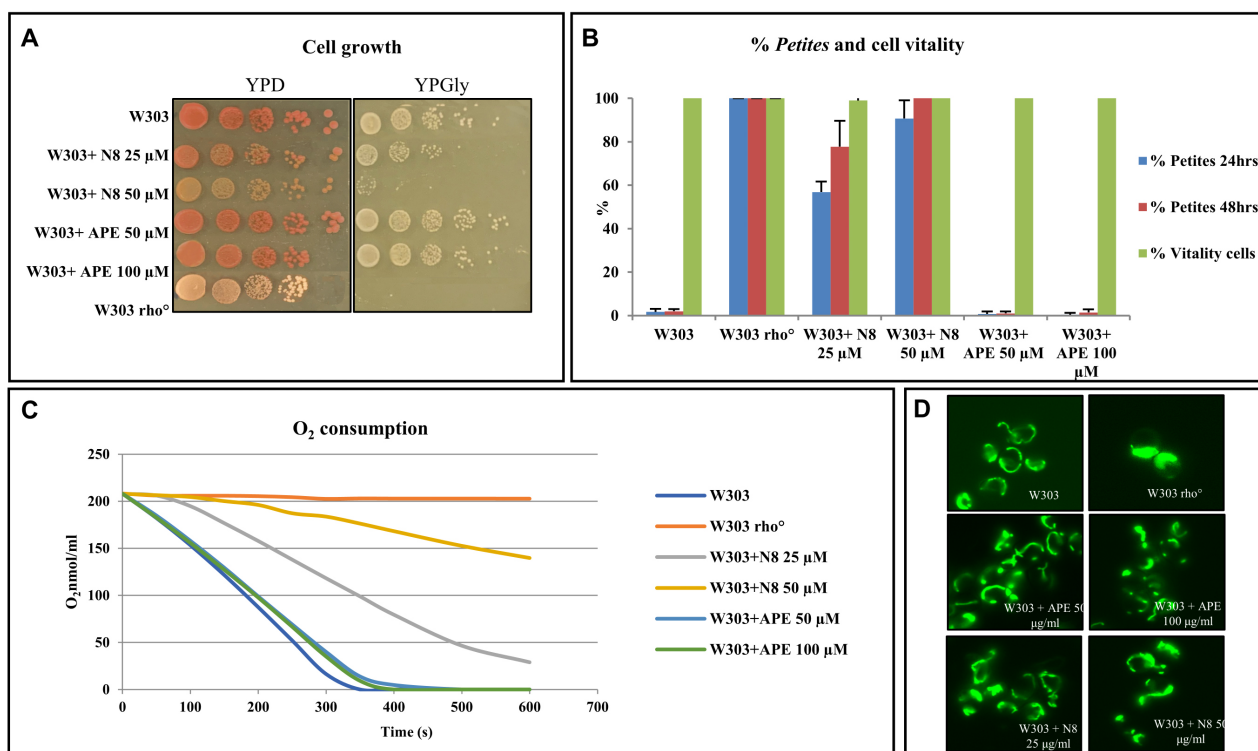 A
Cell growth
YPD
YPGly
W303
W303+ N8 25 µM
W303+ N8 50 µM
W303+ APE 50 µM
W303+ APE 100 µM
W303 rho°
B
% Petites and cell vitality
100
80
60
40
20
0
%
W303
W303 rho°
W303+ N8
25 µM
W303+ N8
50 µM
W303+
APE 50 µM
W303+
APE 100
µM
% Petites 24hrs
% Petites 48hrs
% Vitality cells
C
O₂ consumption
250
200
150
100
50
0
O₂nmol/ml
0
100
200
300
400
500
600
700
Time (s)
W303
W303 rho°
W303+N8 25 µM
W303+N8 50 µM
W303+APE 50 µM
W303+APE 100 µM
D
W303
W303 rho°
W303 + APE 50
µg/ml
W303 + APE
100 µg/ml
W303 + N8
25 µg/ml
W303 + N8 50
µg/ml